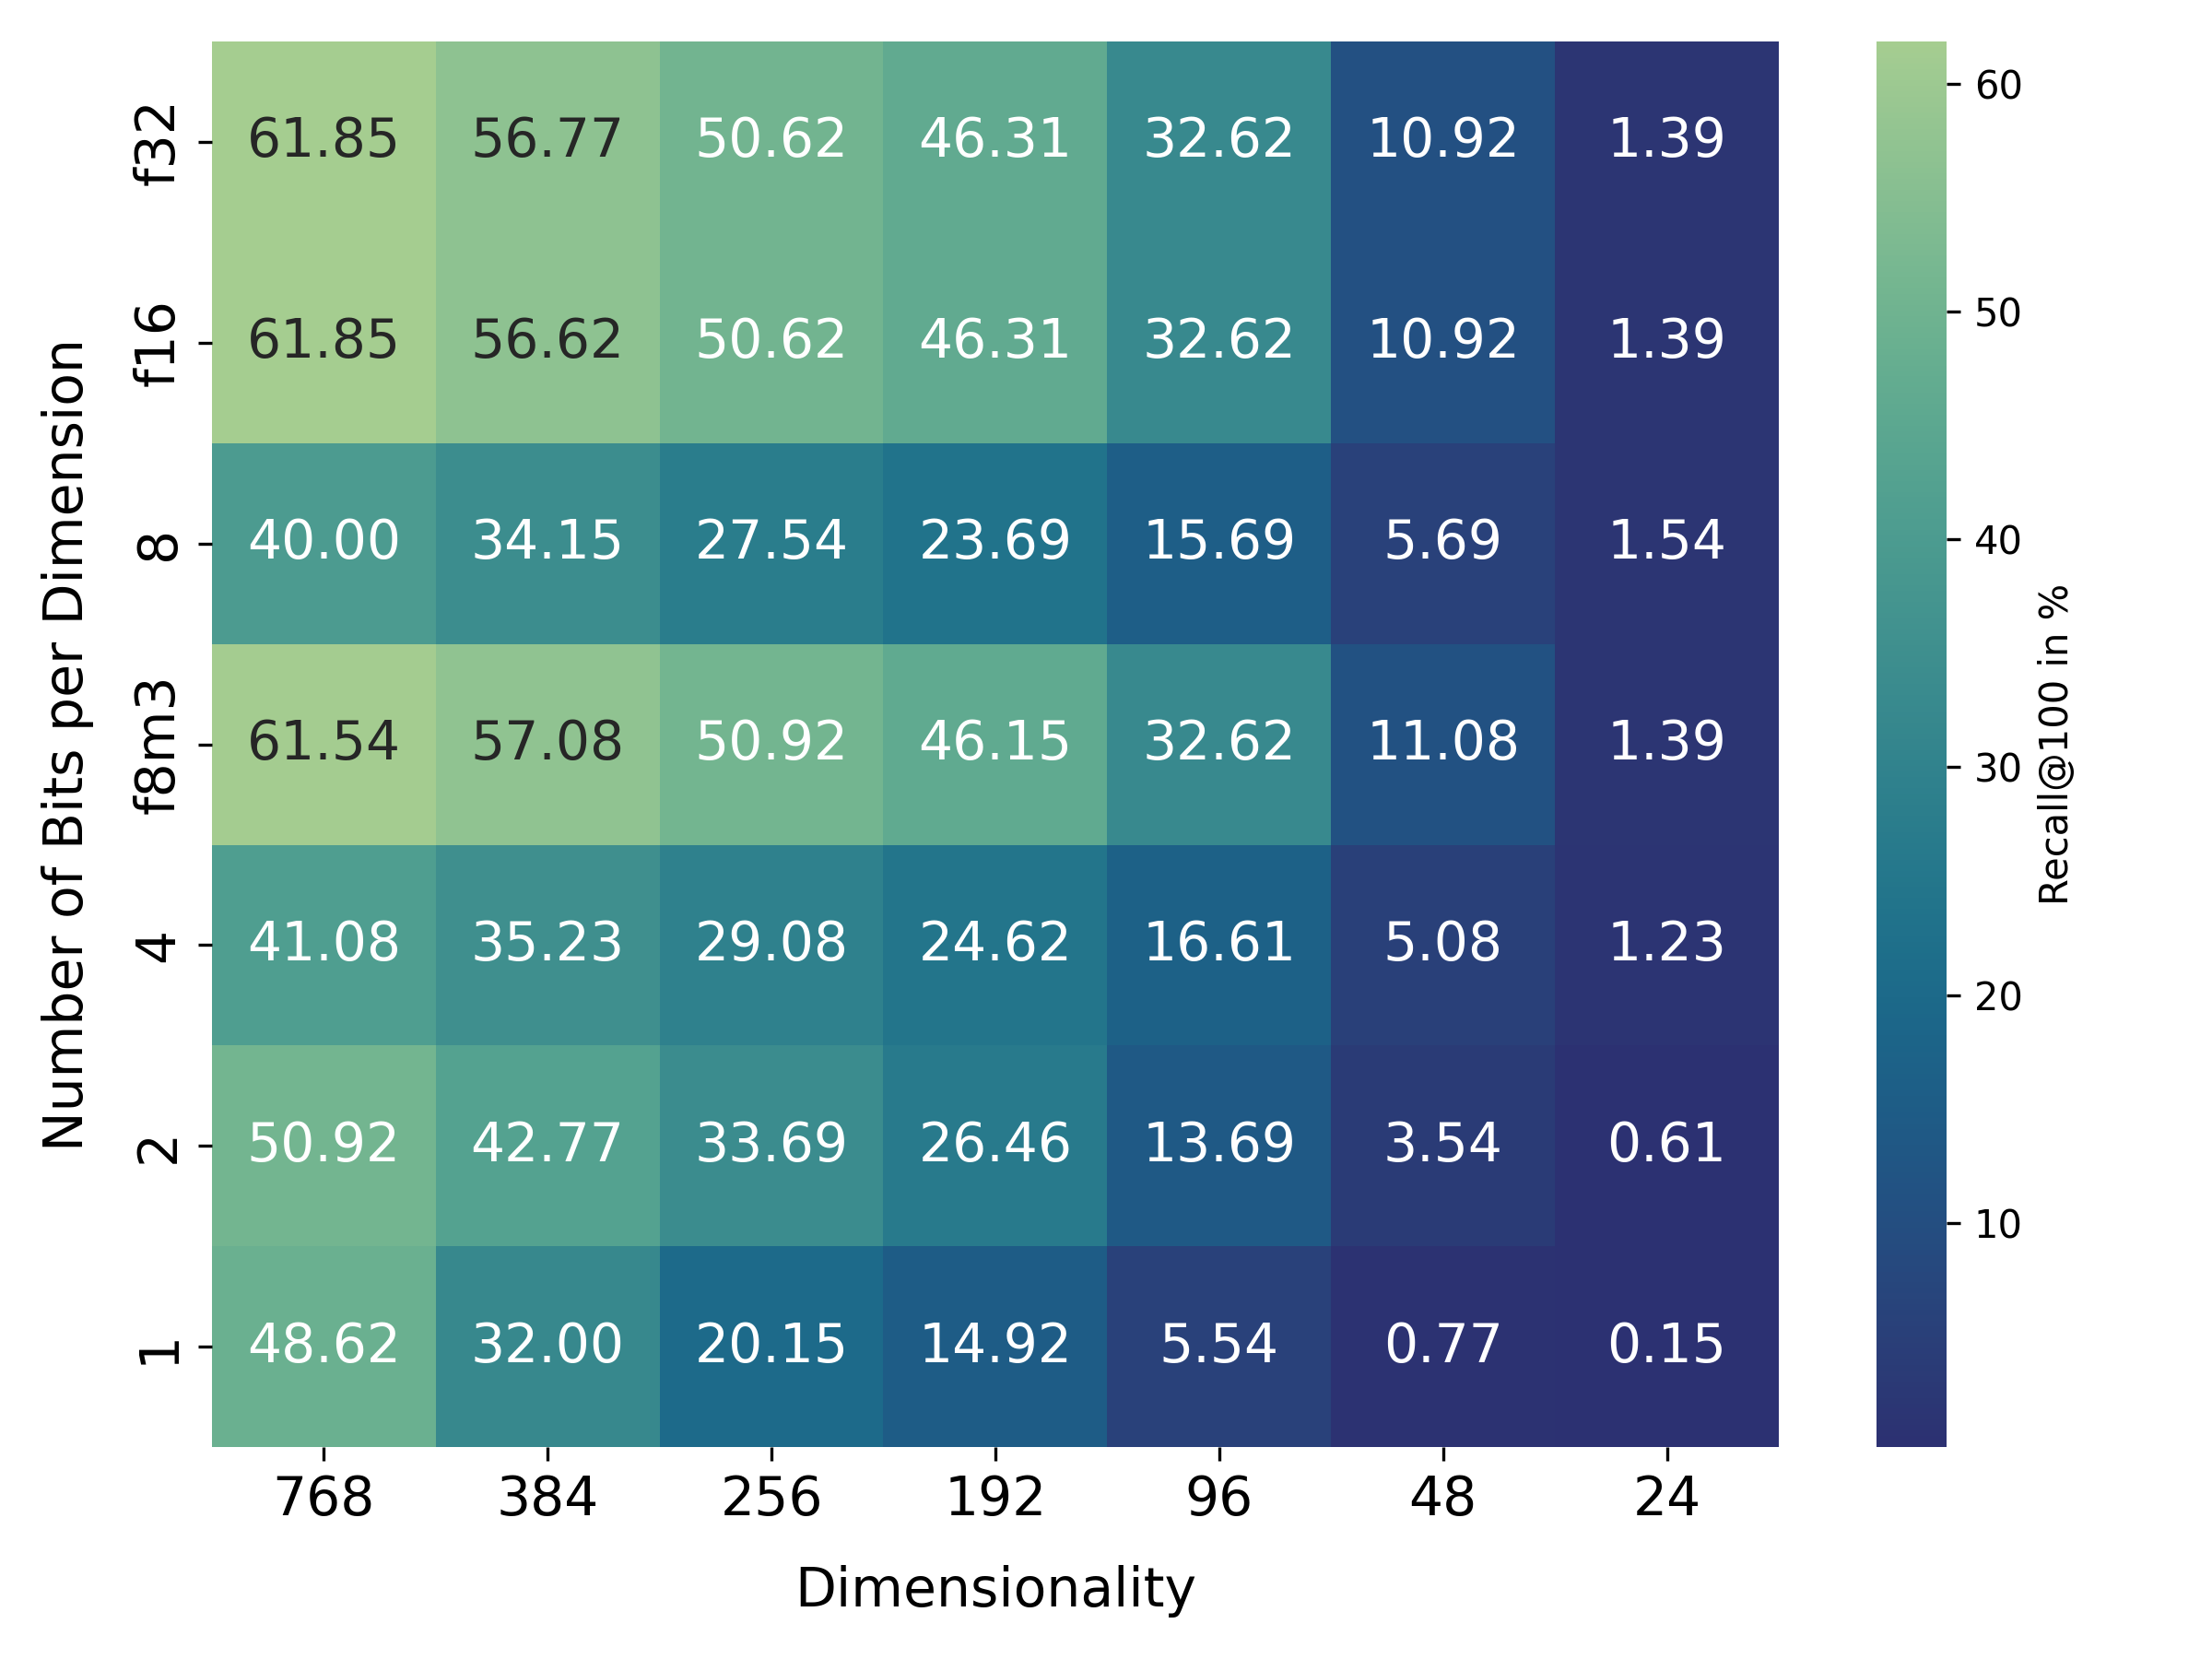 Number of Bits per Dimension
f32 61.85 56.77 50.62 46.31 32.62 10.92 1.39
f16 61.85 56.62 50.62 46.31 32.62 10.92 1.39
8 40.00 34.15 27.54 23.69 15.69 5.69 1.54
f8m3 61.54 57.08 50.92 46.15 32.62 11.08 1.39
4 41.08 35.23 29.08 24.62 16.61 5.08 1.23
2 50.92 42.77 33.69 26.46 13.69 3.54 0.61
1 48.62 32.00 20.15 14.92 5.54 0.77 0.15
768 384 256 192 96 48 24
Dimensionality
60
50
40
30
20
10
Recall@100 in %